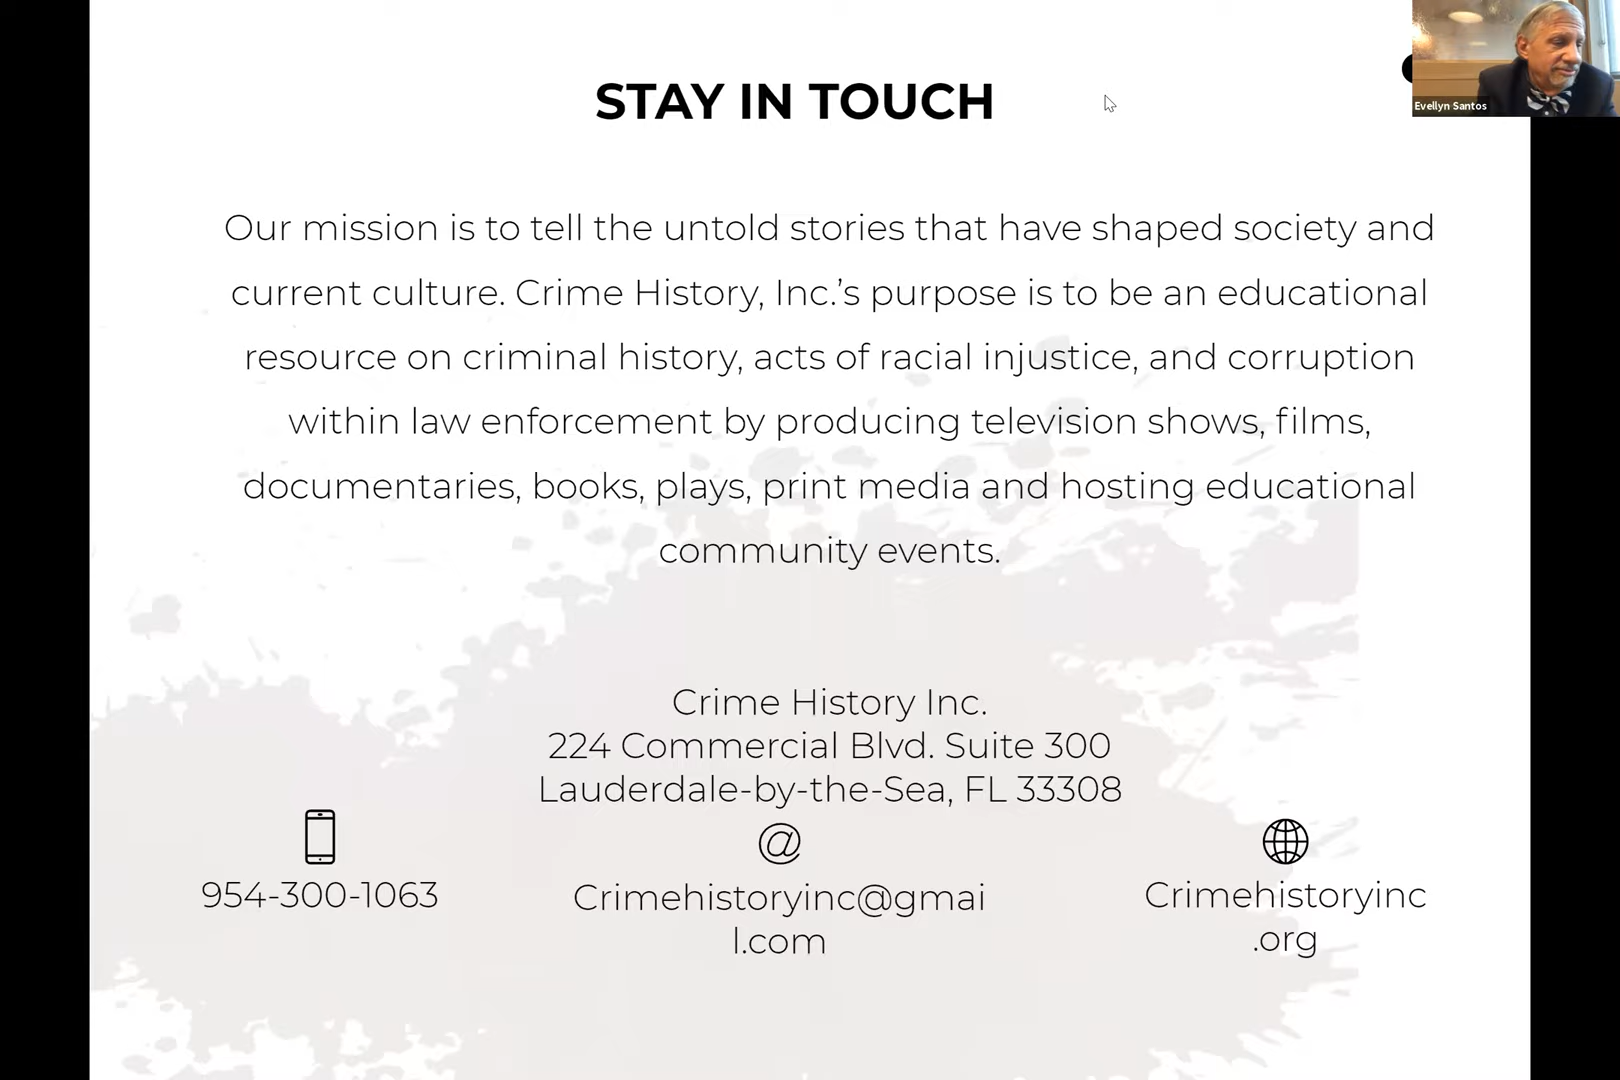 STAY IN TOUCH
Evellyn Santos
Our mission is to tell the untold stories that have shaped society and
current culture. Crime History, Inc.'s purpose is to be an educational
resource on criminal history, acts of racial injustice, and corruption
within law enforcement by producing television shows, films,
documentaries, books, plays, print media and hosting educational
community events.
Crime History Inc.
224 Commercial Blvd. Suite 300
Lauderdale-by-the-Sea, FL 33308
@
954-300-1063
Crimehistoryinc@gmai
l.com
Crimehistoryinc
.org